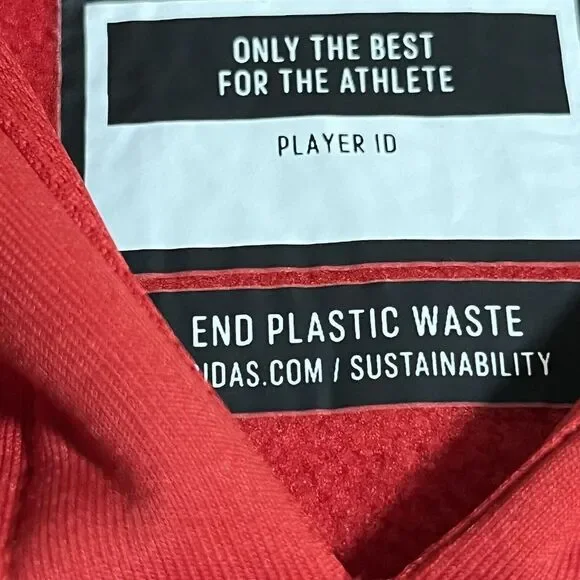 ONLY THE BEST
FOR THE ATHLETE
PLAYER ID
END PLASTIC WASTE
IDAS.COM / SUSTAINABILITY